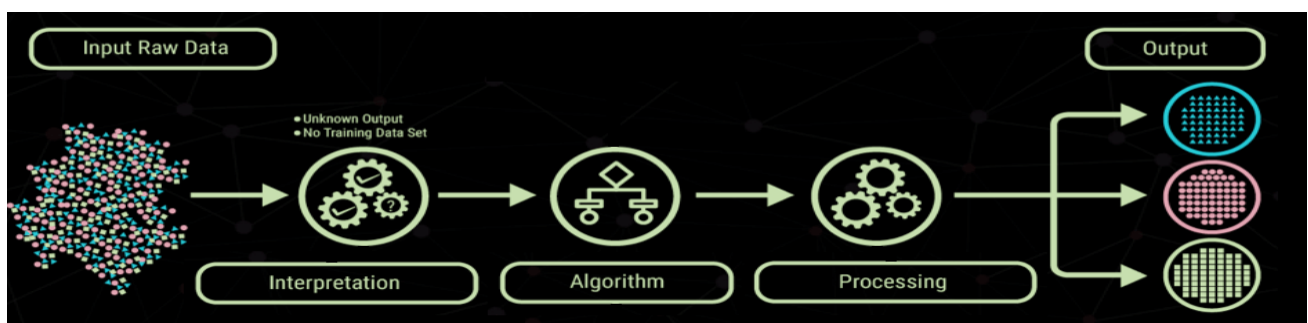 Input Raw Data
Output
• Unknown Output
• No Training Data Set
?
Interpretation
Algorithm
Processing